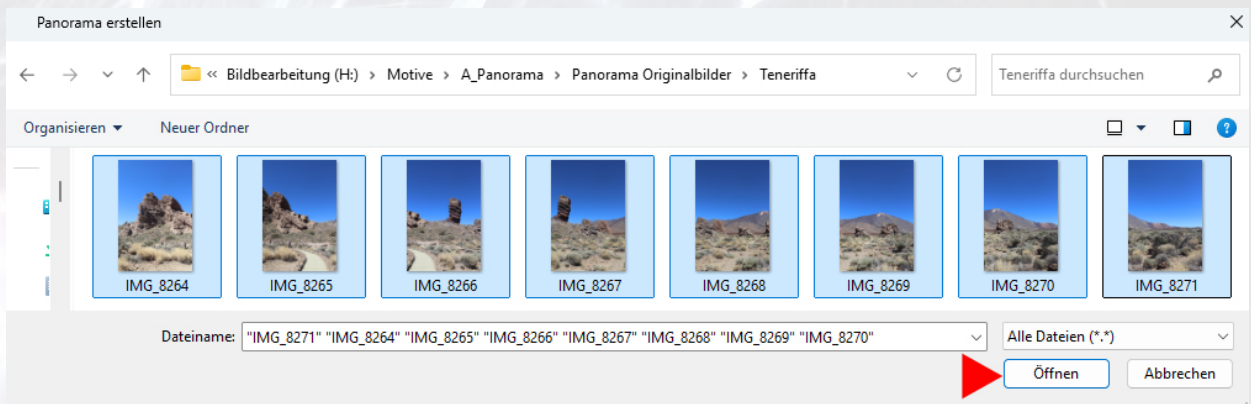 Panorama erstellen
« Bildbearbeitung (H:) > Motive > A_Panorama > Panorama Originalbilder > Teneriffa
Teneriffa durchsuchen
Organisieren Neuer Ordner
IMG_8264 IMG_8265 IMG_8266 IMG_8267 IMG_8268 IMG_8269 IMG_8270 IMG_8271
Dateiname: "IMG_8271" "IMG_8264" "IMG_8265" "IMG_8266" "IMG_8267" "IMG_8268" "IMG_8269" "IMG_8270" Alle Dateien (*.*)
Öffnen Abbrechen